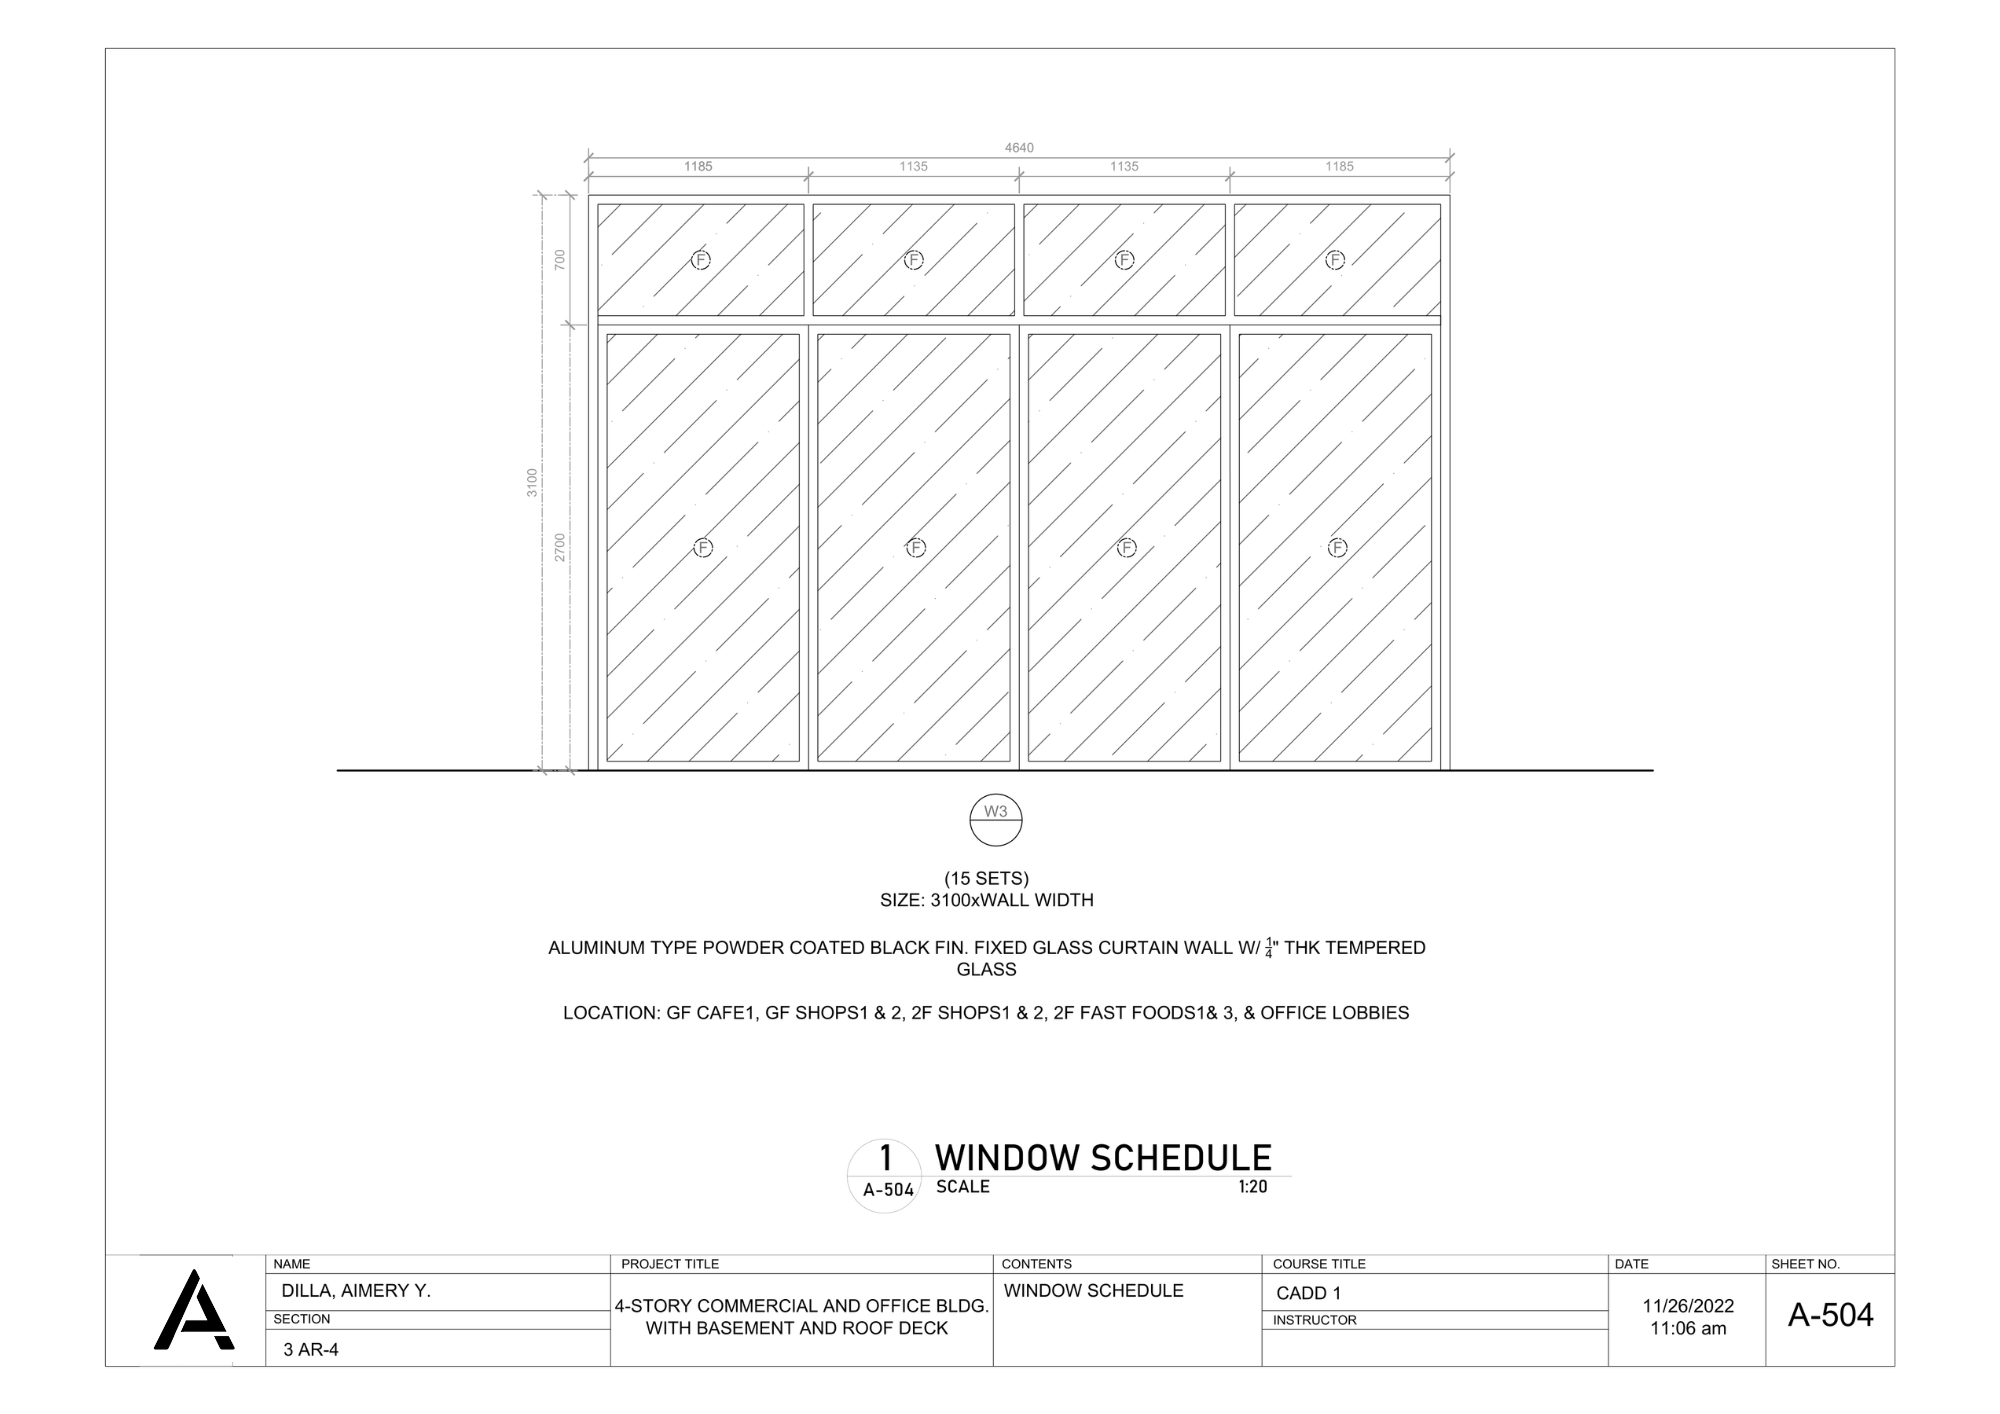 4640
1185 1135 1135 1185
700
F F F F
3100
2700
F F F F
W3
(15 SETS)
SIZE: 3100xWALL WIDTH
ALUMINUM TYPE POWDER COATED BLACK FIN. FIXED GLASS CURTAIN WALL W/ 1/4" THK TEMPERED
GLASS
LOCATION: GF CAFE1, GF SHOPS1 & 2, 2F SHOPS1 & 2, 2F FAST FOODS1& 3, & OFFICE LOBBIES
1 WINDOW SCHEDULE
A-504 SCALE 1:20
NAME
DILLA, AIMERY Y.
SECTION
3 AR-4
PROJECT TITLE
4-STORY COMMERCIAL AND OFFICE BLDG.
WITH BASEMENT AND ROOF DECK
CONTENTS
WINDOW SCHEDULE
COURSE TITLE
CADD 1
INSTRUCTOR
DATE
11/26/2022
11:06 am
SHEET NO.
A-504